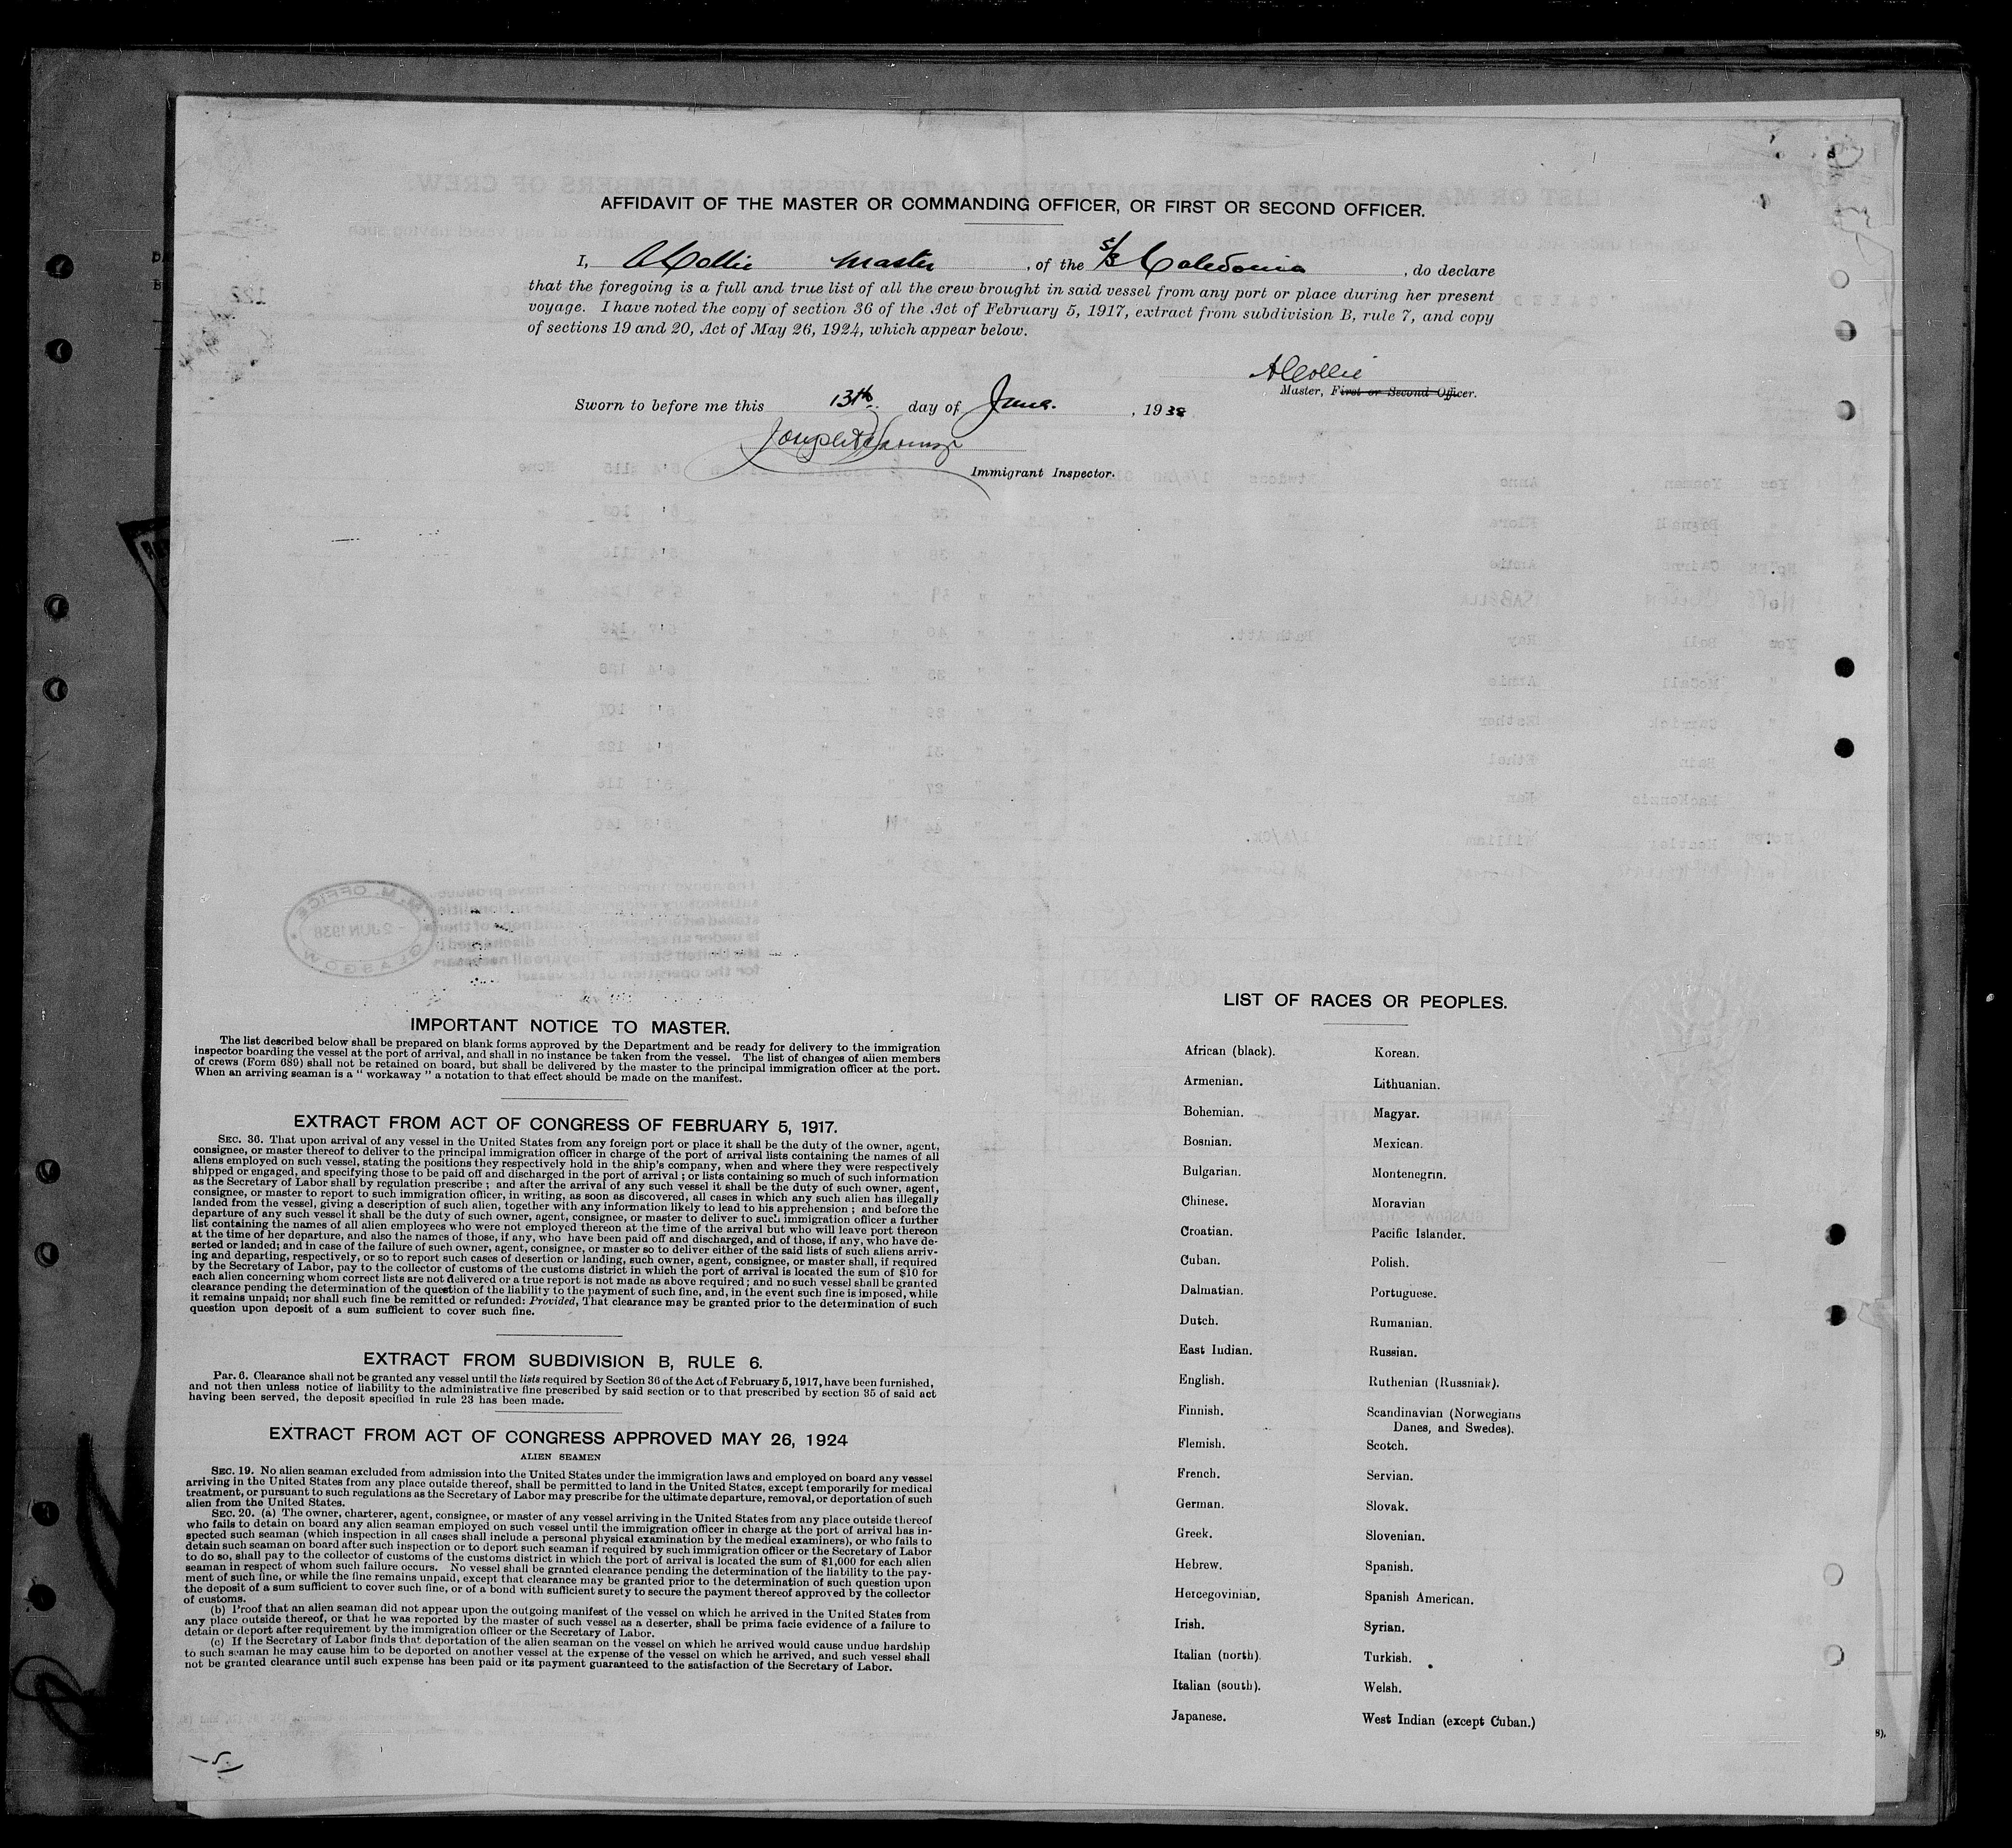 AFFIDAVIT OF THE MASTER OR COMMANDING OFFICER, OR FIRST OR SECOND OFFICER.
I, A Collie Master, of the S/S Caledonia, do declare
that the foregoing is a full and true list of all the crew brought in said vessel from any port or place during her present
voyage. I have noted the copy of section 36 of the Act of February 5, 1917, extract from subdivision B, rule 7, and copy
of sections 19 and 20, Act of May 26, 1924, which appear below.
A Collie
Master, First or Second Officer.
Sworn to before me this 13th day of June, 1938
Immigrant Inspector.
IMPORTANT NOTICE TO MASTER.
The list described below shall be prepared on blank forms approved by the Department and be ready for delivery to the immigration
inspector boarding the vessel at the port of arrival, and shall in no instance be taken from the vessel. The list of changes of alien members
of crews (Form 689) shall not be retained on board, but shall be delivered by the master to the principal immigration officer at the port.
When an arriving seaman is a " workaway " a notation to that effect should be made on the manifest.
EXTRACT FROM ACT OF CONGRESS OF FEBRUARY 5, 1917.
SEC. 36. That upon arrival of any vessel in the United States from any foreign port or place it shall be the duty of the owner, agent,
consignee, or master thereof to deliver to the principal immigration officer in charge of the port of arrival lists containing the names of all
aliens employed on such vessel, stating the positions they respectively hold in the ship's company, when and where they were respectively
shipped or engaged, and specifying those to be paid off and discharged in the port of arrival ; or lists containing so much of such information
as the Secretary of Labor shall by regulation prescribe ; and after the arrival of any such vessel it shall be the duty of such owner, agent,
consignee, or master to report to such immigration officer, in writing, as soon as discovered, all cases in which any such alien has illegally
landed from the vessel, giving a description of such alien, together with any information likely to lead to his apprehension ; and before the
departure of any such vessel it shall be the duty of such owner, agent, consignee, or master to deliver to such immigration officer a further
list containing the names of all alien employees who were not employed thereon at the time of the arrival but who will leave port thereon
at the time of her departure, and also the names of those, if any, who have been paid off and discharged, and of those, if any, who have de-
serted or landed; and in case of the failure of such owner, agent, consignee, or master so to deliver either of the said lists of such aliens arriv-
ing and departing, respectively, or so to report such cases of desertion or landing, such owner, agent, consignee, or master shall, if required
by the Secretary of Labor, pay to the collector of customs of the customs district in which the port of arrival is located the sum of $10 for
each alien concerning whom correct lists are not delivered or a true report is not made as above required ; and no such vessel shall be granted
clearance pending the determination of the question of the liability to the payment of such fine, and, in the event such fine is imposed, while
it remains unpaid; nor shall such fine be remitted or refunded: Provided, That clearance may be granted prior to the determination of such
question upon deposit of a sum sufficient to cover such fine.
EXTRACT FROM SUBDIVISION B, RULE 6.
Par. 6. Clearance shall not be granted any vessel until the lists required by Section 36 of the Act of February 5, 1917, have been furnished,
and not then unless notice of liability to the administrative fine prescribed by said section or to that prescribed by section 35 of said act
having been served, the deposit specified in rule 23 has been made.
EXTRACT FROM ACT OF CONGRESS APPROVED MAY 26, 1924
ALIEN SEAMEN
SEC. 19. No alien seaman excluded from admission into the United States under the immigration laws and employed on board any vessel
arriving in the United States from any place outside thereof, shall be permitted to land in the United States, except temporarily for medical
treatment, or pursuant to such regulations as the Secretary of Labor may prescribe for the ultimate departure, removal, or deportation of such
alien from the United States.
SEC. 20. (a) The owner, charterer, agent, consignee, or master of any vessel arriving in the United States from any place outside thereof
who fails to detain on board any alien seaman employed on such vessel until the immigration officer in charge at the port of arrival has in-
spected such seaman (which inspection in all cases shall include a personal physical examination by the medical examiners), or who fails to
detain such seaman on board after such inspection or to deport such seaman if required by such immigration officer or the Secretary of Labor
to do so, shall pay to the collector of customs of the customs district in which the port of arrival is located the sum of $1,000 for each alien
seaman in respect of whom such failure occurs. No vessel shall be granted clearance pending the determination of the liability to the pay-
ment of such fine, or while the fine remains unpaid, except that clearance may be granted prior to the determination of such question upon
the deposit of a sum sufficient to cover such fine, or of a bond with sufficient surety to secure the payment thereof approved by the collector
of customs.
(b) Proof that an alien seaman did not appear upon the outgoing manifest of the vessel on which he arrived in the United States from
any place outside thereof, or that he was reported by the master of such vessel as a deserter, shall be prima facie evidence of a failure to
detain or deport after requirement by the immigration officer or the Secretary of Labor.
(c) If the Secretary of Labor finds that deportation of the alien seaman on the vessel on which he arrived would cause undue hardship
to such seaman he may cause him to be deported on another vessel at the expense of the vessel on which he arrived, and such vessel shall
not be granted clearance until such expense has been paid or its payment guaranteed to the satisfaction of the Secretary of Labor.
LIST OF RACES OR PEOPLES.
African (black).
Armenian.
Bohemian.
Bosnian.
Bulgarian.
Chinese.
Croatian.
Cuban.
Dalmatian.
Dutch.
East Indian.
English.
Finnish.
Flemish.
French.
German.
Greek.
Hebrew.
Hercegovinian.
Irish.
Italian (north).
Italian (south).
Japanese.
Korean.
Lithuanian.
Magyar.
Mexican.
Montenegrin.
Moravian
Pacific Islander.
Polish.
Portuguese.
Rumanian.
Russian.
Ruthenian (Russniak).
Scandinavian (Norwegians
Danes, and Swedes).
Scotch.
Servian.
Slovak.
Slovenian.
Spanish.
Spanish American.
Syrian.
Turkish.
Welsh.
West Indian (except Cuban.)